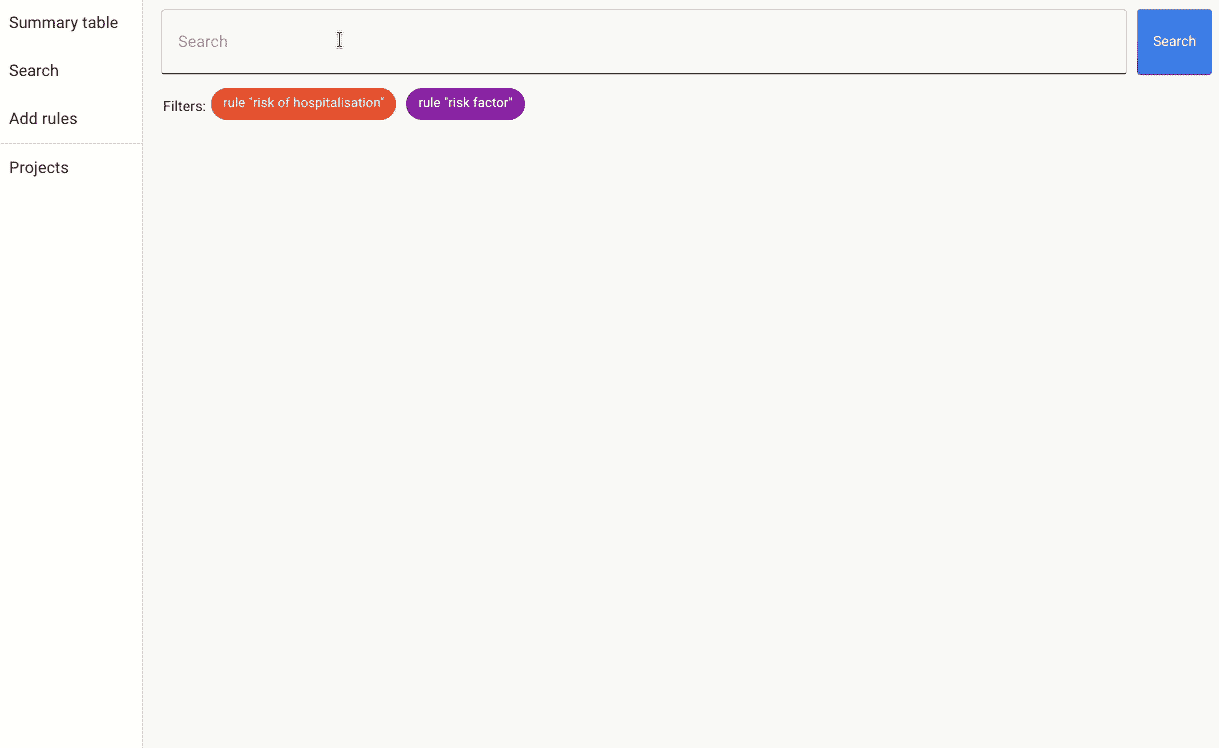 Summary table
Search
Add rules
Projects
Search
Search
Filters: rule "risk of hospitalisation" rule "risk factor"